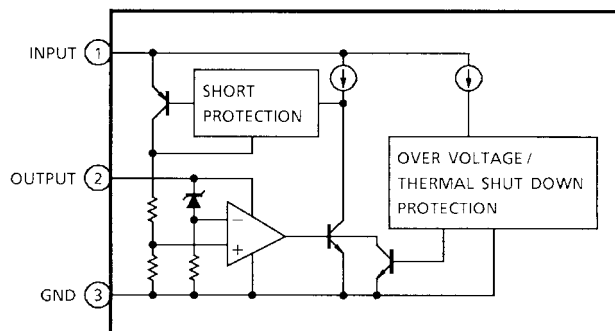 INPUT 1
SHORT
PROTECTION
OUTPUT 2
OVER VOLTAGE /
THERMAL SHUT DOWN
PROTECTION
−
+
GND 3